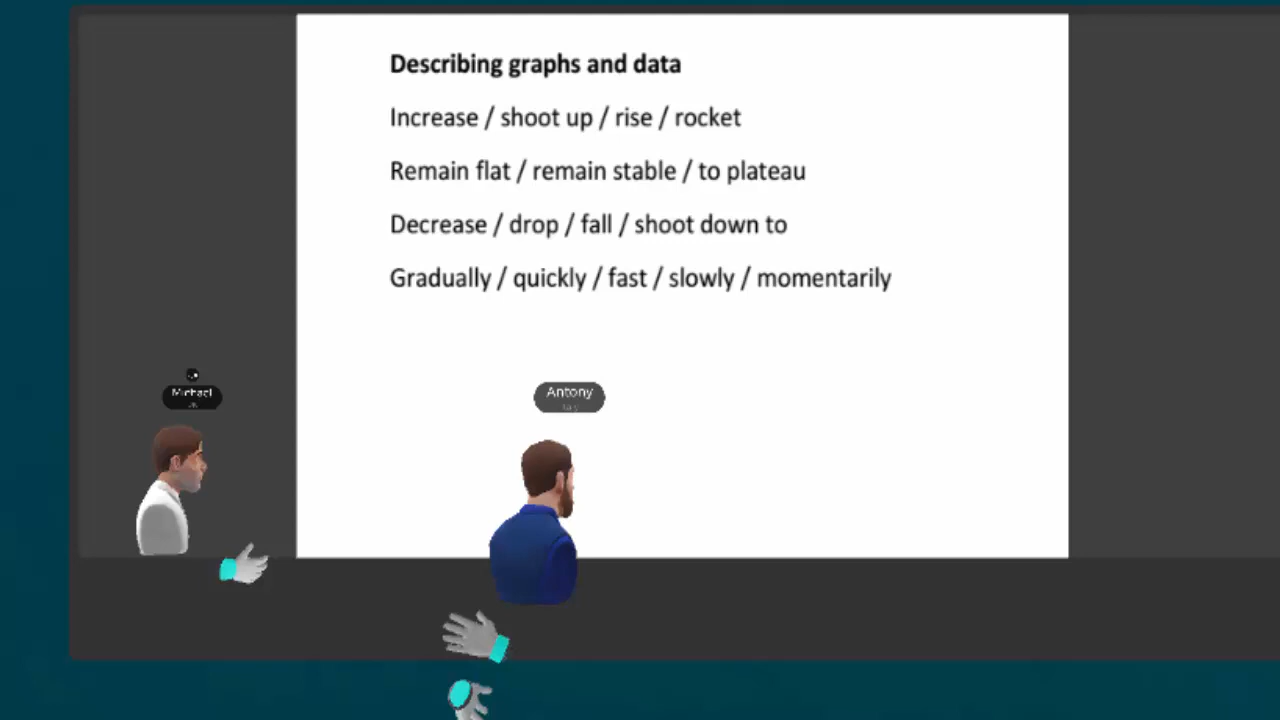 Describing graphs and data
Increase / shoot up / rise / rocket
Remain flat / remain stable / to plateau
Decrease / drop / fall / shoot down to
Gradually / quickly / fast / slowly / momentarily
Michael
Antony